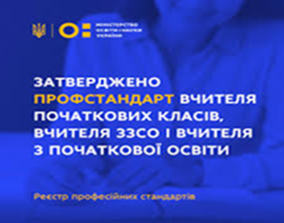 МІНІСТЕРСТВО
ОСВІТИ І НАУКИ
УКРАЇНИ
ЗАТВЕРДЖЕНО
ПРОФСТАНДАРТ ВЧИТЕЛЯ
ПОЧАТКОВИХ КЛАСІВ,
ВЧИТЕЛЯ ЗЗСО І ВЧИТЕЛЯ
З ПОЧАТКОВОЇ ОСВІТИ
Реєстр професійних стандартів